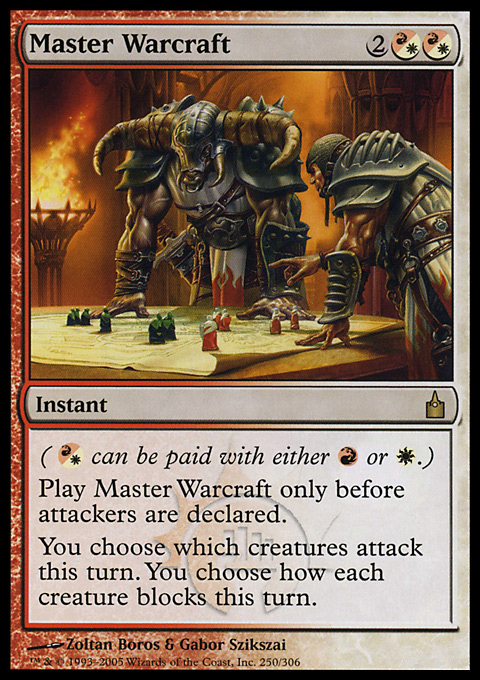 Master Warcraft 2
Instant
( can be paid with either or .)
Play Master Warcraft only before
attackers are declared.
You choose which creatures attack
this turn. You choose how each
creature blocks this turn.
Zoltan Boros & Gabor Szikszai
™ & © 1993–2005 Wizards of the Coast, Inc. 250/306